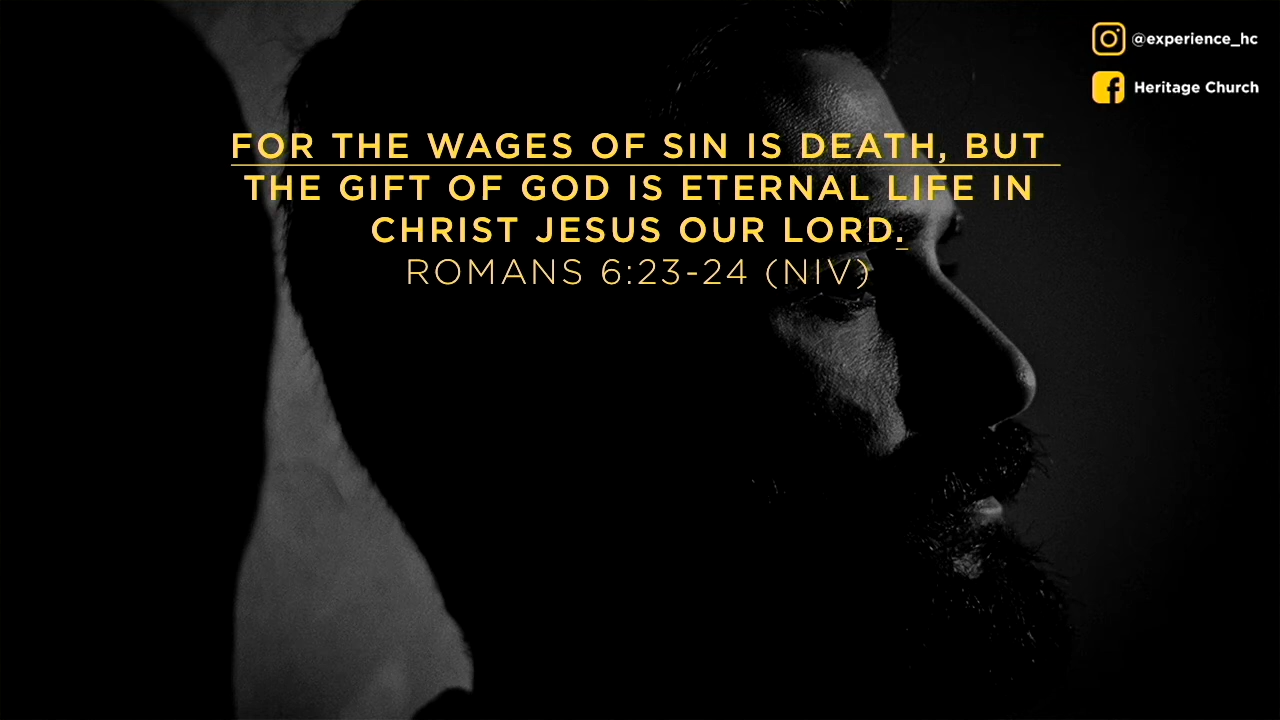 @experience_hc
Heritage Church
FOR THE WAGES OF SIN IS DEATH, BUT
THE GIFT OF GOD IS ETERNAL LIFE IN
CHRIST JESUS OUR LORD.
ROMANS 6:23-24 (NIV)